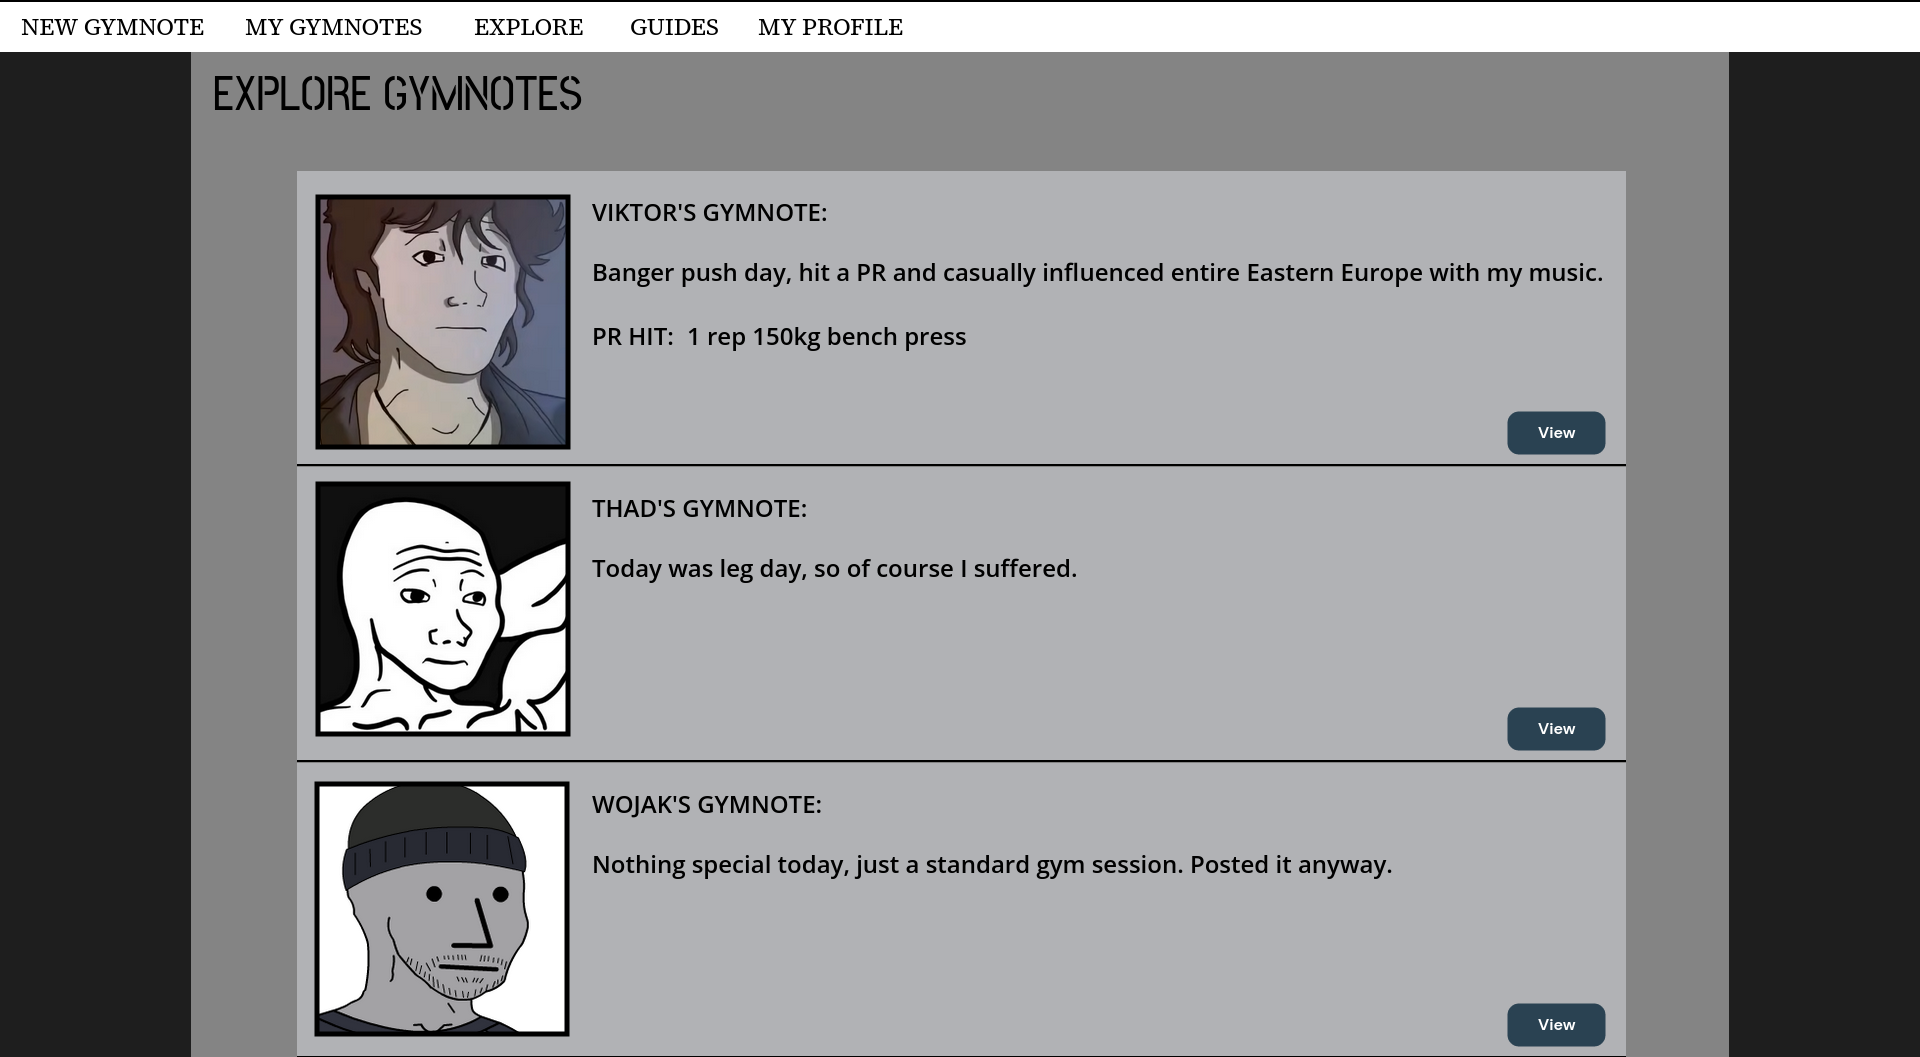 NEW GYMNOTE MY GYMNOTES EXPLORE GUIDES MY PROFILE
EXPLORE GYMNOTES
VIKTOR'S GYMNOTE:
Banger push day, hit a PR and casually influenced entire Eastern Europe with my music.
PR HIT:  1 rep 150kg bench press
View
THAD'S GYMNOTE:
Today was leg day, so of course I suffered.
View
WOJAK'S GYMNOTE:
Nothing special today, just a standard gym session. Posted it anyway.
View